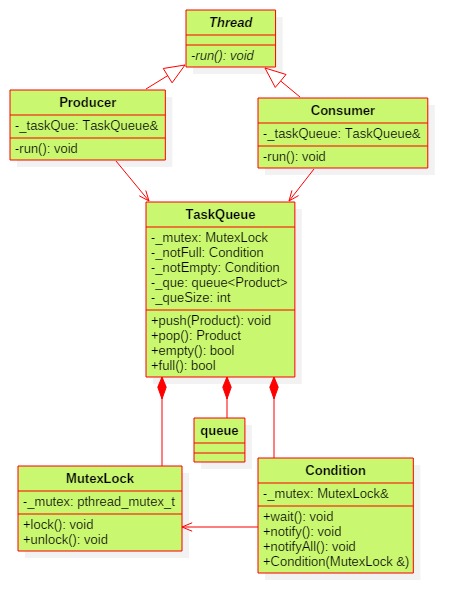 Thread
-run(): void
Producer
-_taskQue: TaskQueue&
-run(): void
Consumer
-_taskQueue: TaskQueue&
-run(): void
TaskQueue
-_mutex: MutexLock
-_notFull: Condition
-_notEmpty: Condition
-_que: queue<Product>
-_queSize: int
+push(Product): void
+pop(): Product
+empty(): bool
+full(): bool
queue
MutexLock
-_mutex: pthread_mutex_t
+lock(): void
+unlock(): void
Condition
-_mutex: MutexLock&
+wait(): void
+notify(): void
+notifyAll(): void
+Condition(MutexLock &)